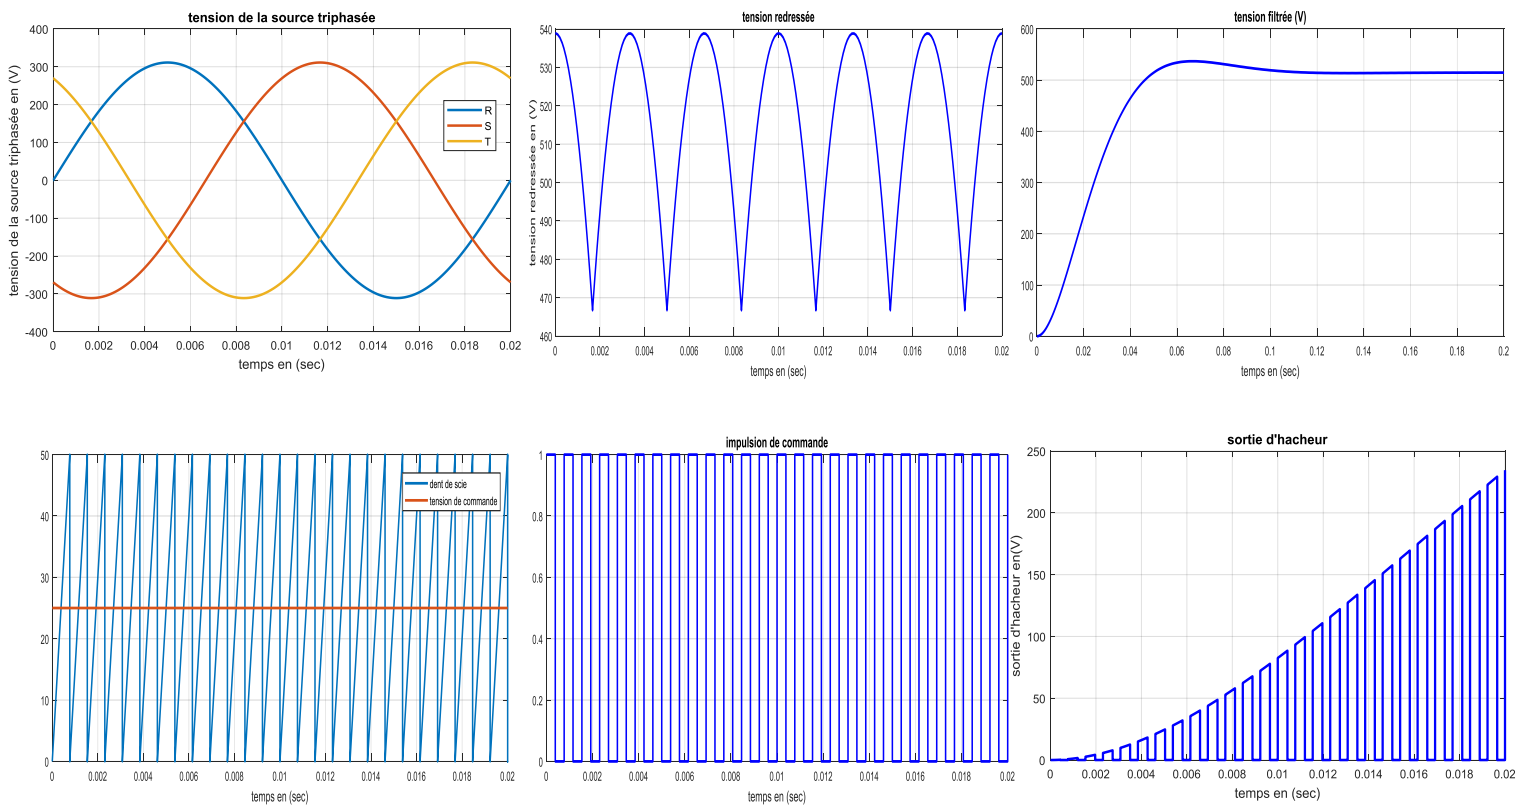 tension de la source triphasée
tension de la source triphasée en (V)
400
300
200
100
0
-100
-200
-300
-400
R
S
T
0 0.002 0.004 0.006 0.008 0.01 0.012 0.014 0.016 0.018 0.02
temps en (sec)
tension redressée
tension redressée en (V)
540
530
520
510
500
490
480
470
460
0 0.002 0.004 0.006 0.008 0.01 0.012 0.014 0.016 0.018 0.02
temps en (sec)
tension filtrée (V)
600
500
400
300
200
100
0
0 0.02 0.04 0.06 0.08 0.1 0.12 0.14 0.16 0.18 0.2
temps en (sec)
50
40
30
20
10
0
dent de scie
tension de commande
0 0.002 0.004 0.006 0.008 0.01 0.012 0.014 0.016 0.018 0.02
temps en (sec)
impulsion de commande
1
0.8
0.6
0.4
0.2
0
0 0.002 0.004 0.006 0.008 0.01 0.012 0.014 0.016 0.018 0.02
temps en (sec)
sortie d'hacheur
sortie d'hacheur en(V)
250
200
150
100
50
0
0 0.002 0.004 0.006 0.008 0.01 0.012 0.014 0.016 0.018 0.02
temps en (sec)